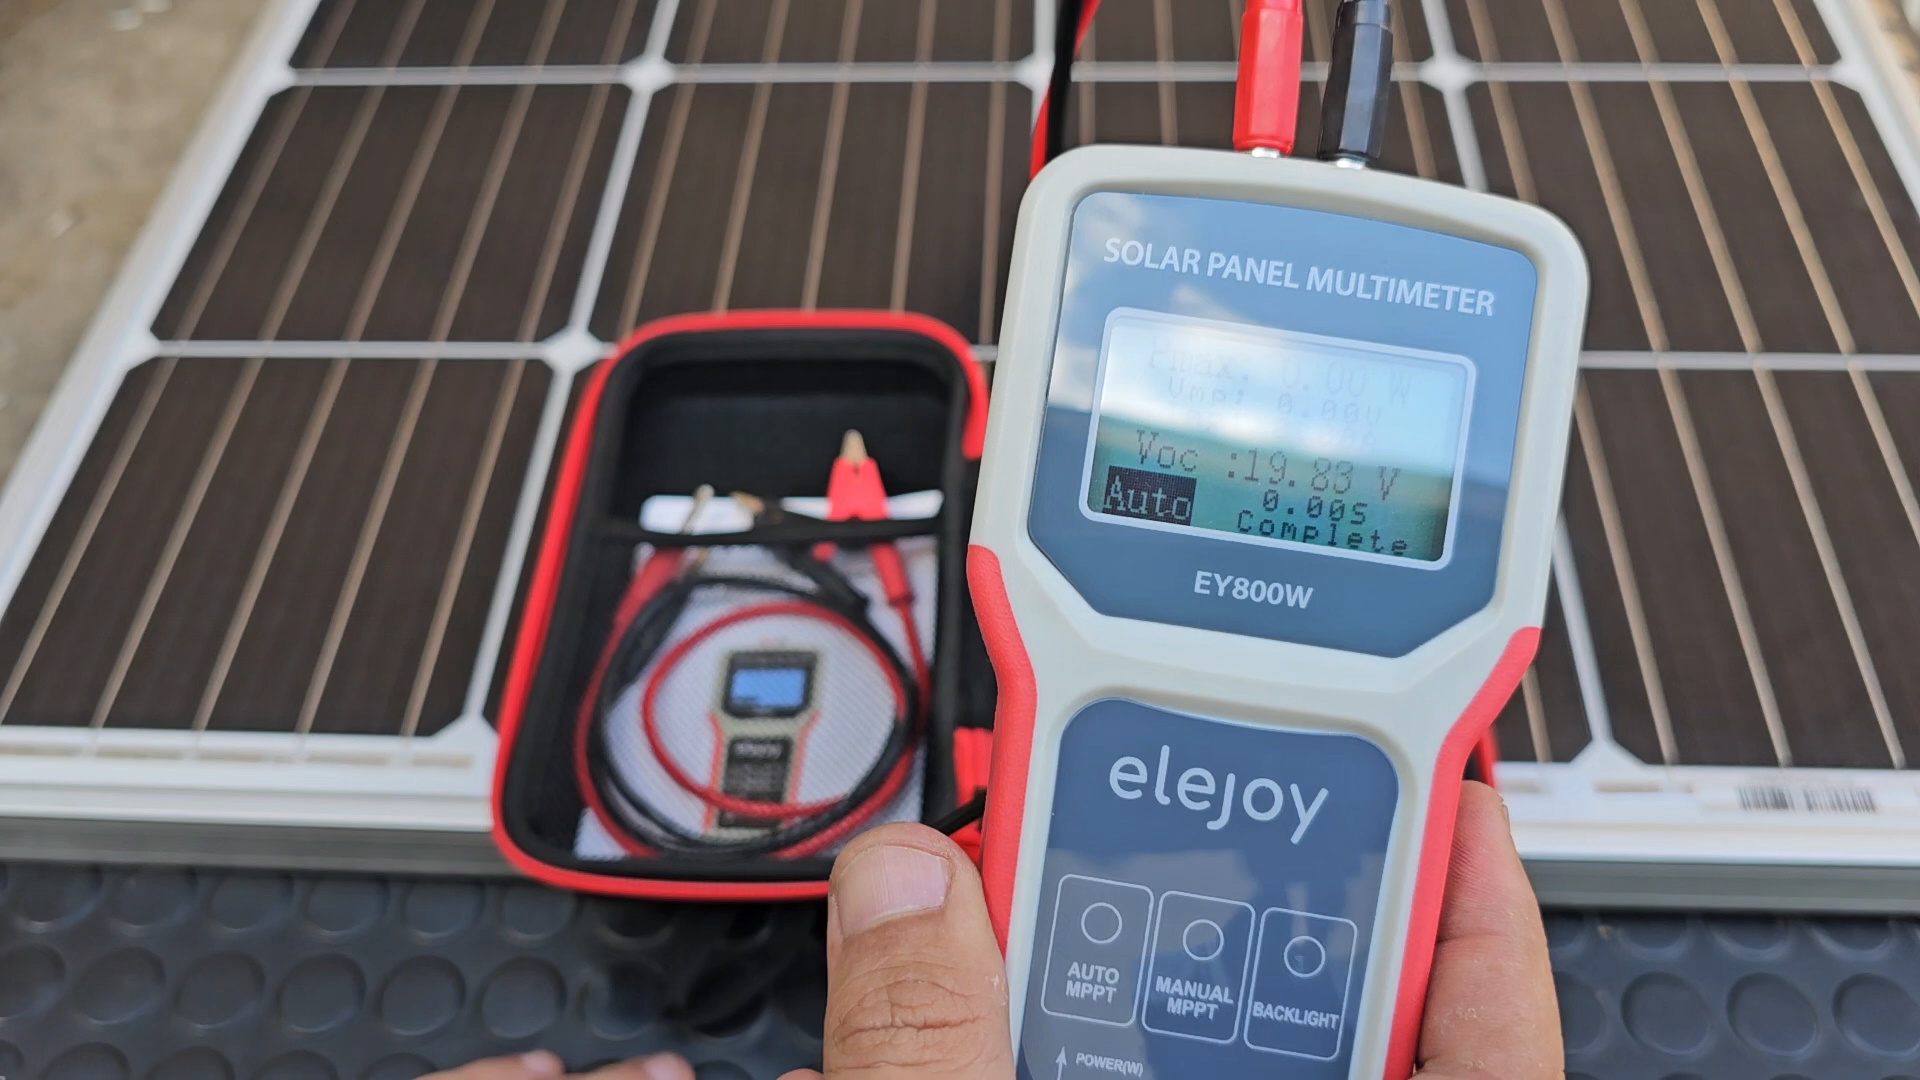 SOLAR PANEL MULTIMETER
Pmax: 0.00 W
Vmp: 0.00V
Voc :19.83 V
Auto 0.00s
Complete
EY800W
elejoy
AUTO
MPPT
MANUAL
MPPT
BACKLIGHT
POWER(W)